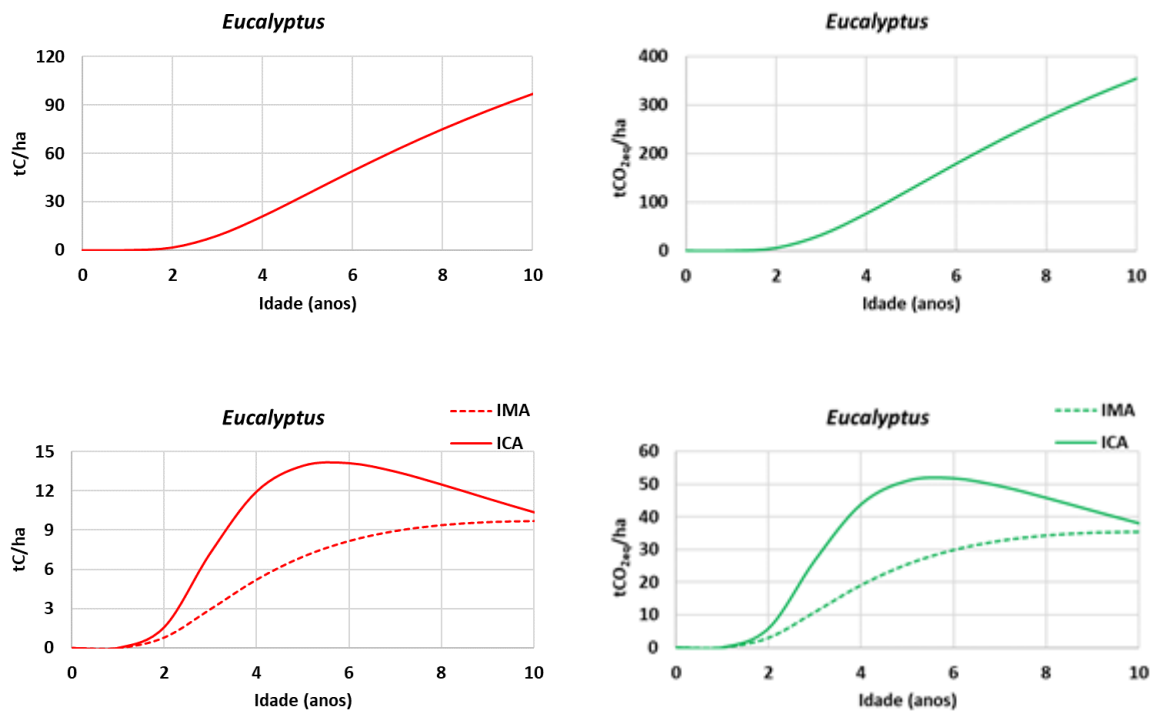 Eucalyptus
120
90
60
30
0
tC/ha
0 2 4 6 8 10
Idade (anos)
Eucalyptus
400
300
200
100
0
tCO2eq/ha
0 2 4 6 8 10
Idade (anos)
Eucalyptus
IMA
ICA
15
12
9
6
3
0
tC/ha
0 2 4 6 8 10
Idade (anos)
Eucalyptus
IMA
ICA
60
50
40
30
20
10
0
tCO2eq/ha
0 2 4 6 8 10
Idade (anos)